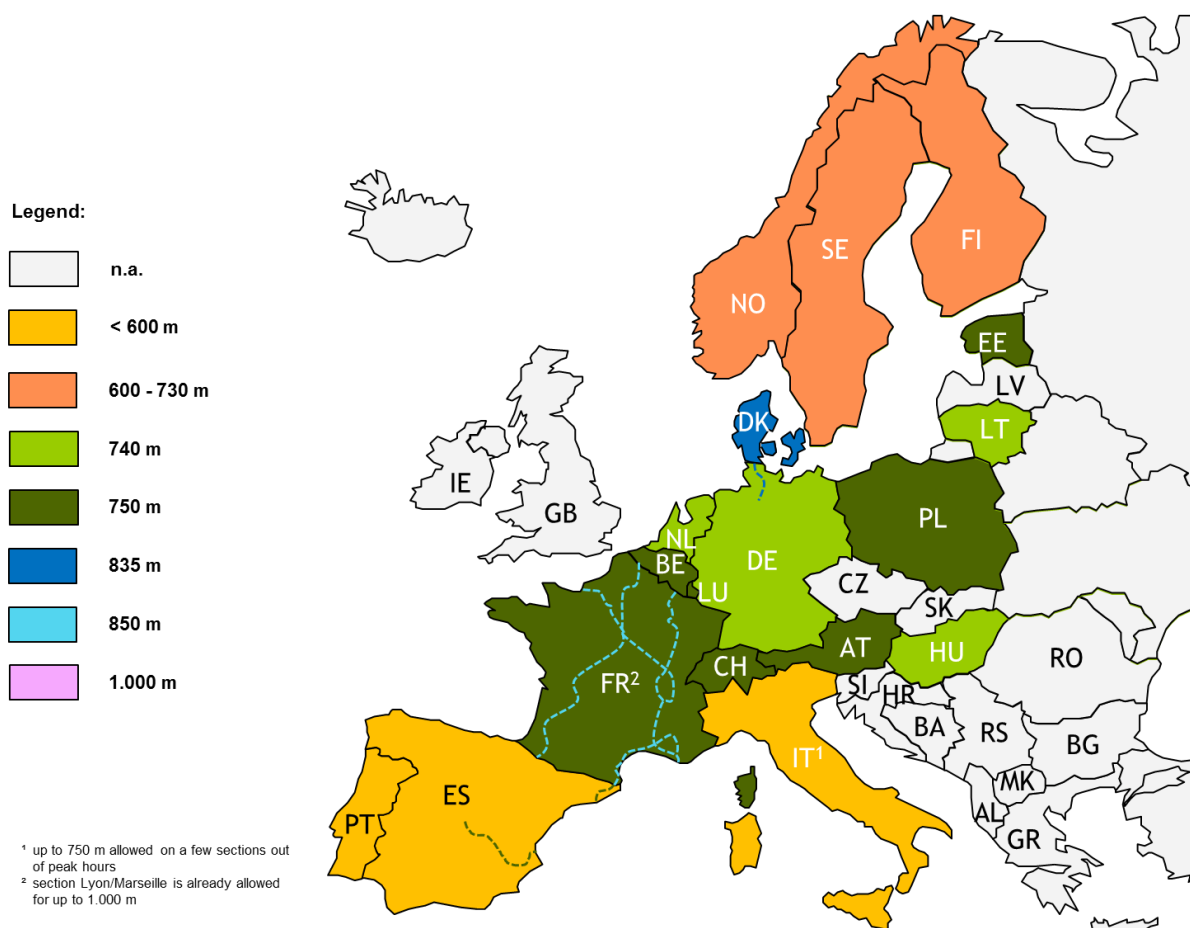 Legend:
n.a.
< 600 m
600 - 730 m
740 m
750 m
835 m
850 m
1.000 m
NO
SE
FI
EE
LV
LT
DK
IE
GB
NL
BE
LU
DE
PL
CZ
SK
AT
HU
CH
FR²
SI
HR
BA
RS
RO
BG
MK
AL
GR
IT¹
ES
PT
¹ up to 750 m allowed on a few sections out
of peak hours
² section Lyon/Marseille is already allowed
for up to 1.000 m